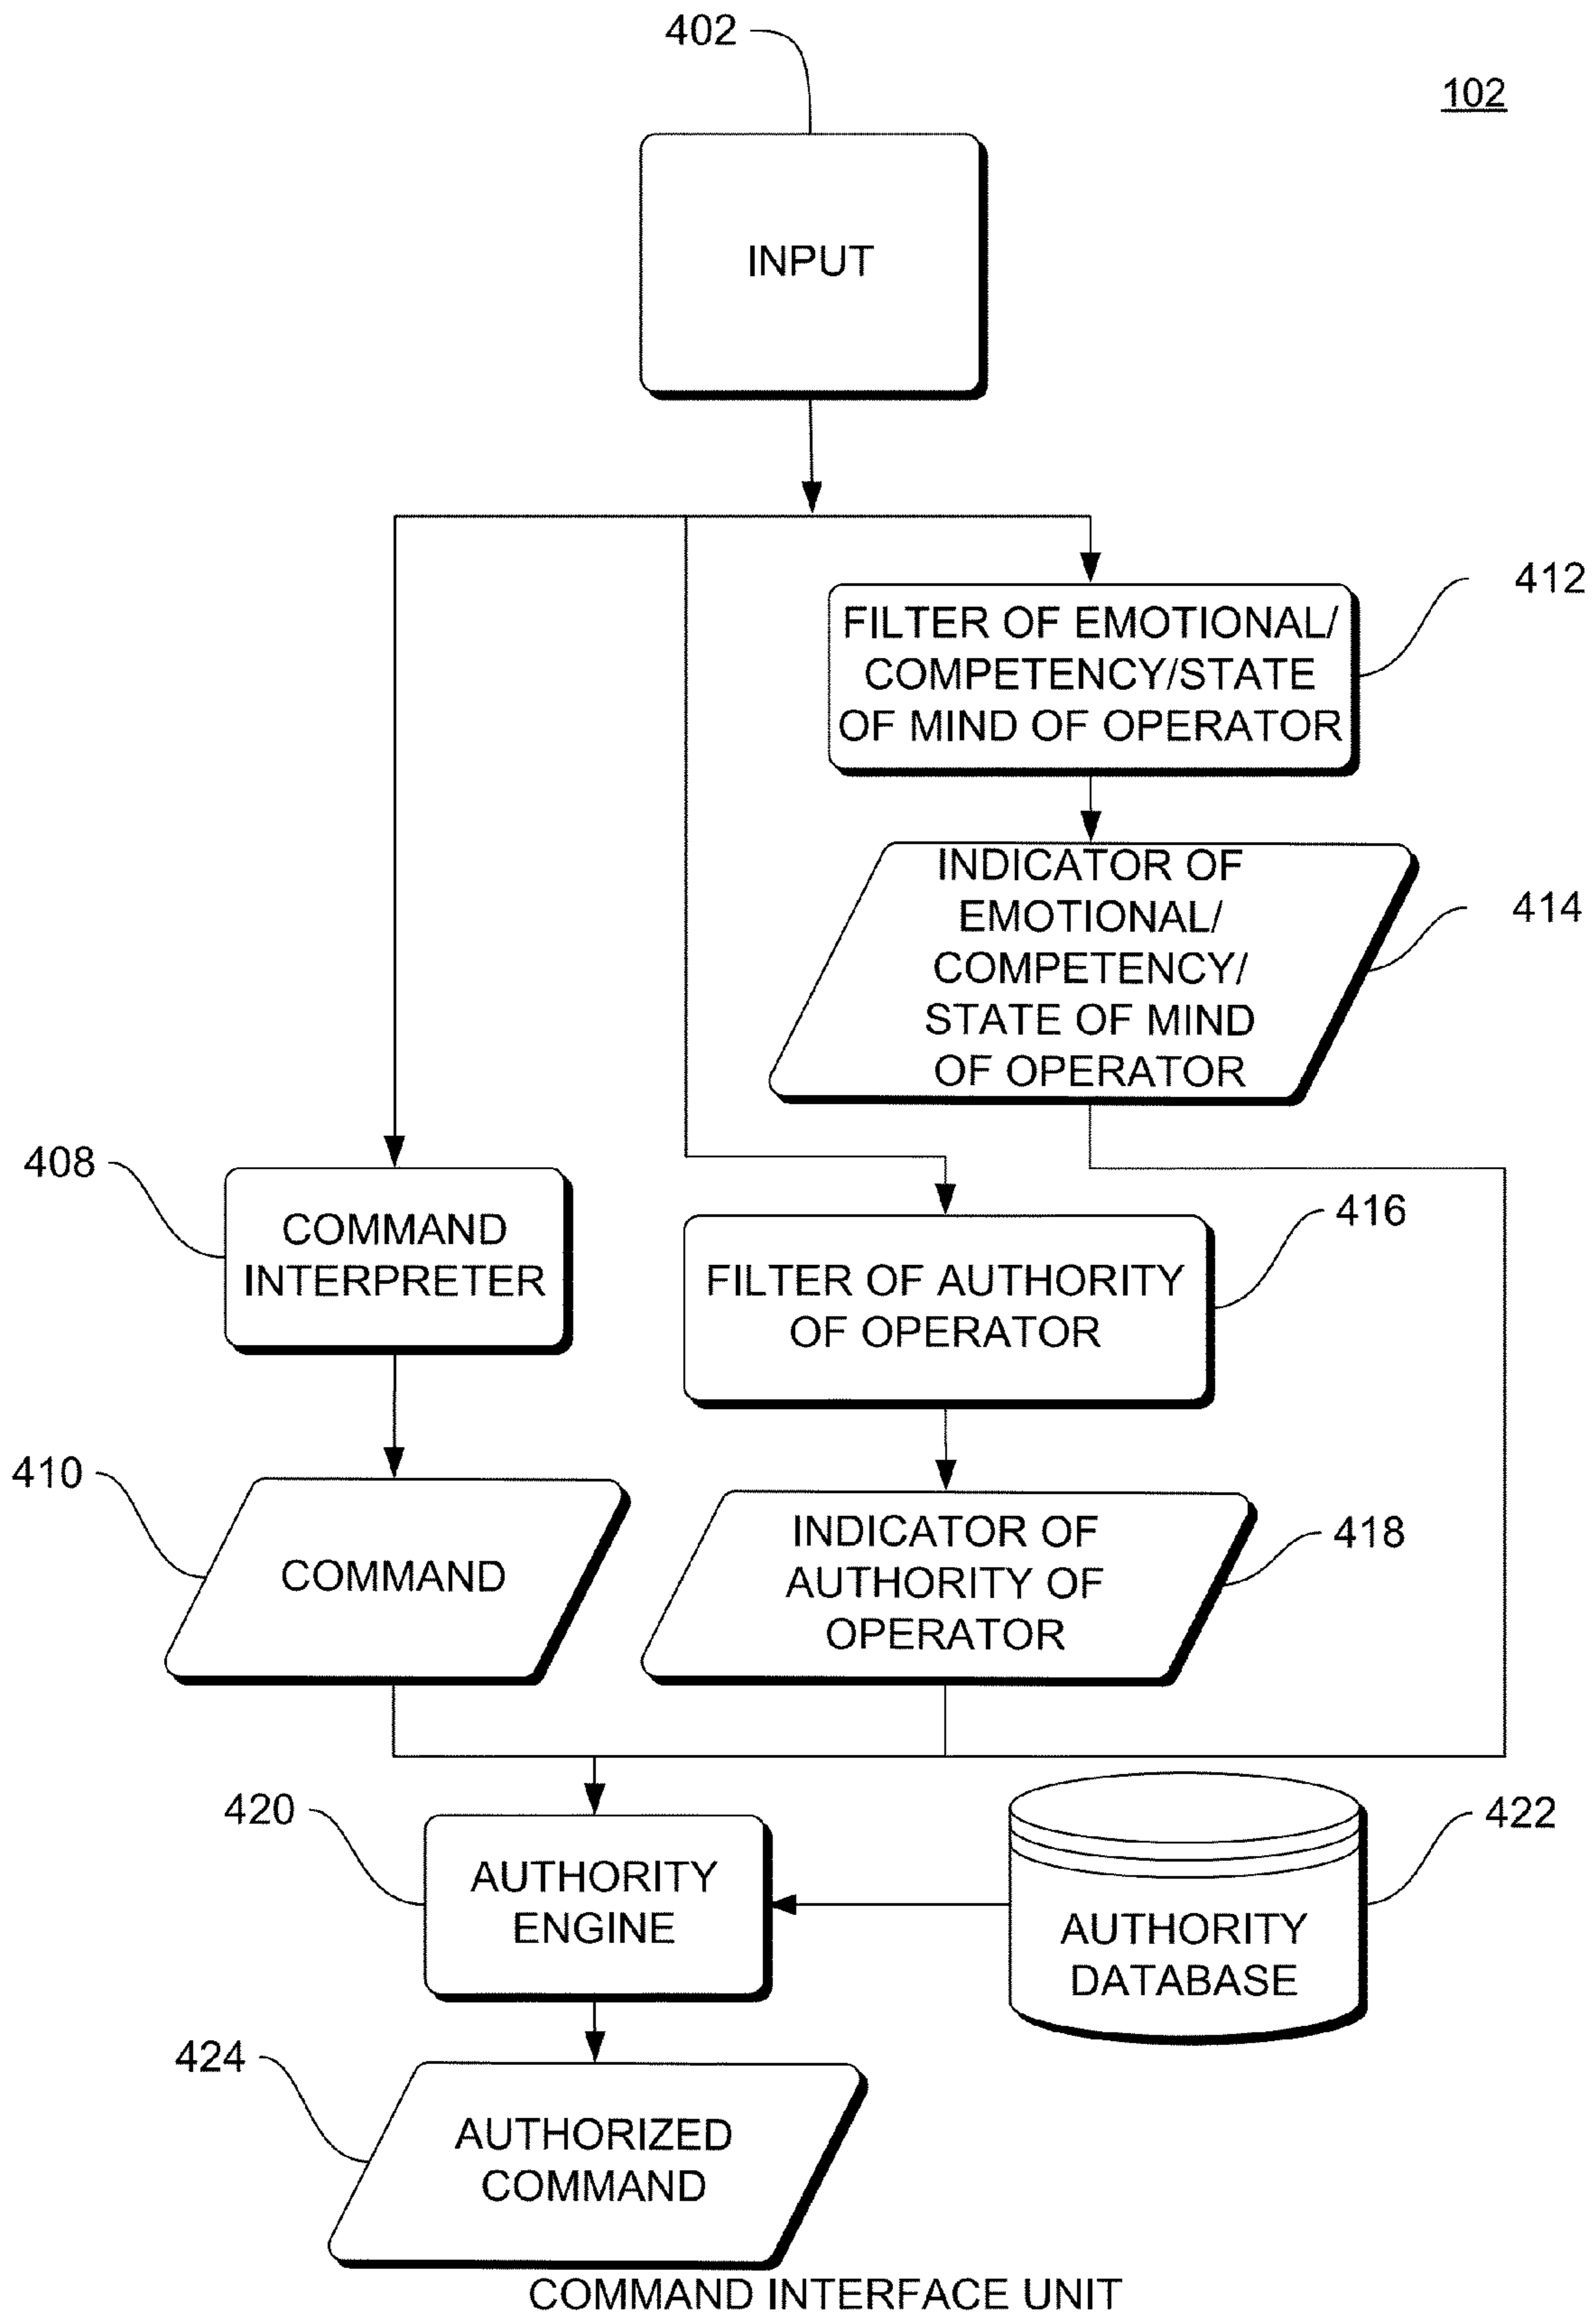 402
102
INPUT
412
FILTER OF EMOTIONAL/
COMPETENCY/STATE
OF MIND OF OPERATOR
INDICATOR OF
EMOTIONAL/
COMPETENCY/
STATE OF MIND
OF OPERATOR
414
408
COMMAND
INTERPRETER
416
FILTER OF AUTHORITY
OF OPERATOR
410
COMMAND
INDICATOR OF
AUTHORITY OF
OPERATOR
418
420
AUTHORITY
ENGINE
422
AUTHORITY
DATABASE
424
AUTHORIZED
COMMAND
COMMAND INTERFACE UNIT